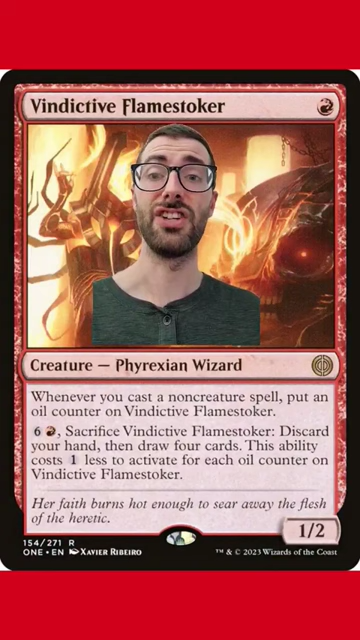 Vindictive Flamestoker
Creature — Phyrexian Wizard
Whenever you cast a noncreature spell, put an
oil counter on Vindictive Flamestoker.
6, Sacrifice Vindictive Flamestoker: Discard
your hand, then draw four cards. This ability
costs 1 less to activate for each oil counter on
Vindictive Flamestoker.
Her faith burns hot enough to sear away the flesh
of the heretic.
1/2
154/271 R
ONE • EN Xavier Ribeiro
™ & © 2023 Wizards of the Coast